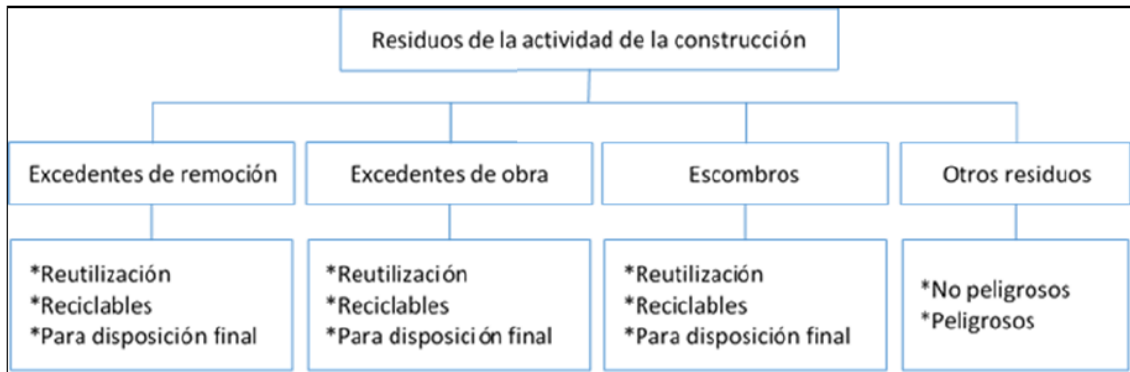 Residuos de la actividad de la construcción
Excedentes de remoción
Excedentes de obra
Escombros
Otros residuos
*Reutilización
*Reciclables
*Para disposición final
*Reutilización
*Reciclables
*Para disposición final
*Reutilización
*Reciclables
*Para disposición final
*No peligrosos
*Peligrosos